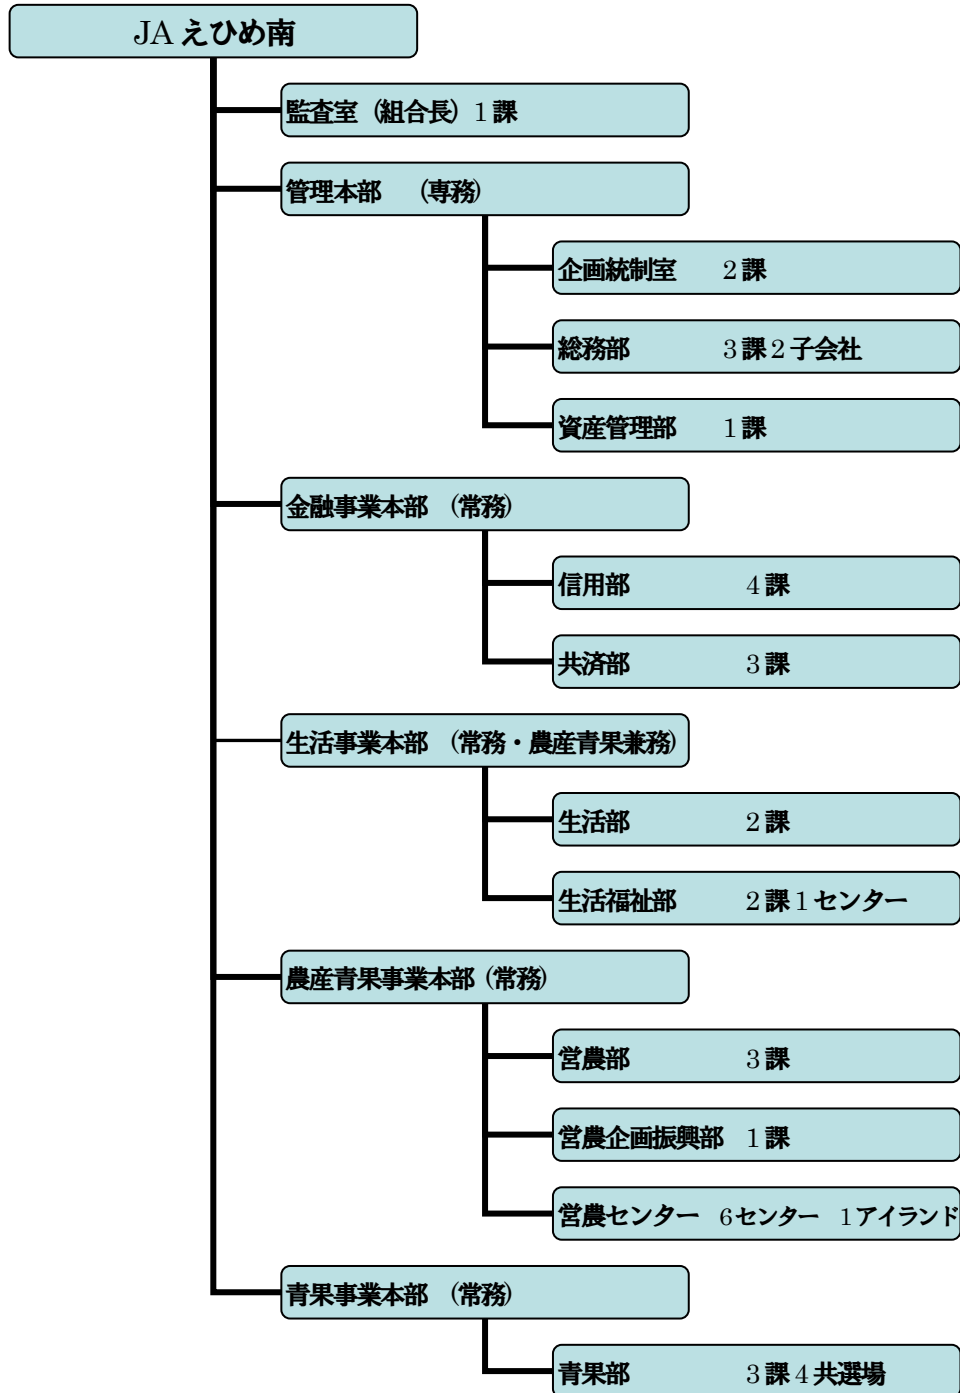 JAえひめ南
監査室（組合長）1課
管理本部　（専務）
企画統制室　2課
総務部　3課2子会社
資産管理部　1課
金融事業本部　（常務）
信用部　4課
共済部　3課
生活事業本部　（常務・農産青果兼務）
生活部　2課
生活福祉部　2課1センター
農産青果事業本部（常務）
営農部　3課
営農企画振興部　1課
営農センター　6センター　1アイランド
青果事業本部　（常務）
青果部　3課4共選場